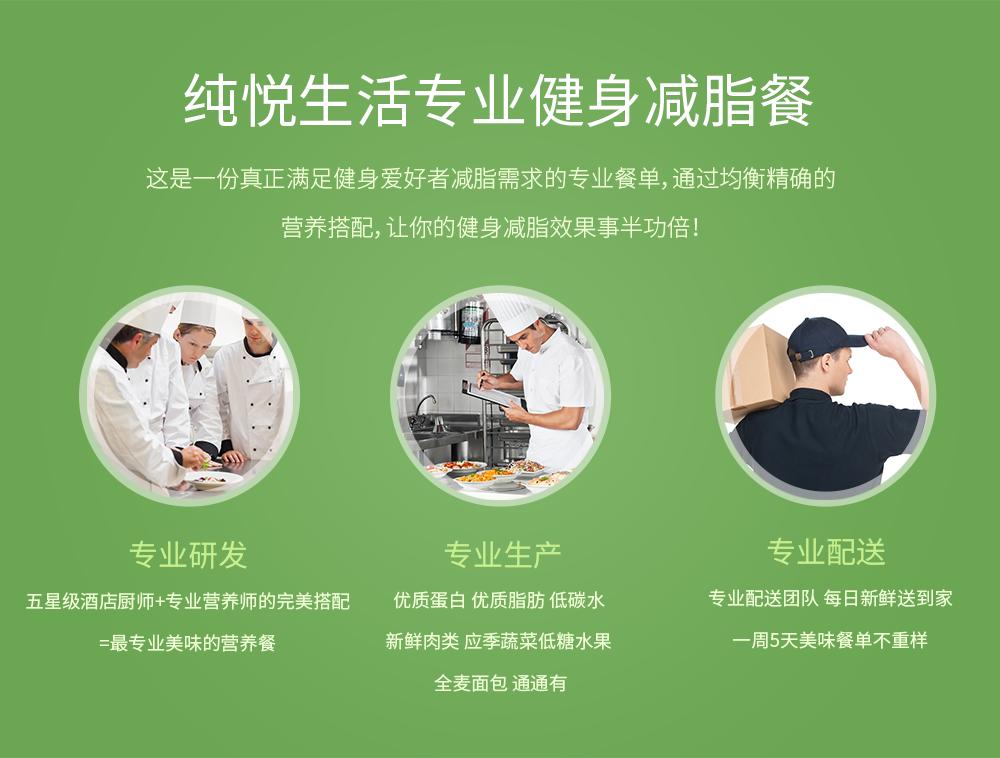 纯悦生活专业健身减脂餐
这是一份真正满足健身爱好者减脂需求的专业餐单，通过均衡精确的
营养搭配，让你的健身减脂效果事半功倍！
专业研发
五星级酒店厨师+专业营养师的完美搭配
=最专业美味的营养餐
专业生产
优质蛋白 优质脂肪 低碳水
新鲜肉类 应季蔬菜低糖水果
全麦面包 通通有
专业配送
专业配送团队 每日新鲜送到家
一周5天美味餐单不重样